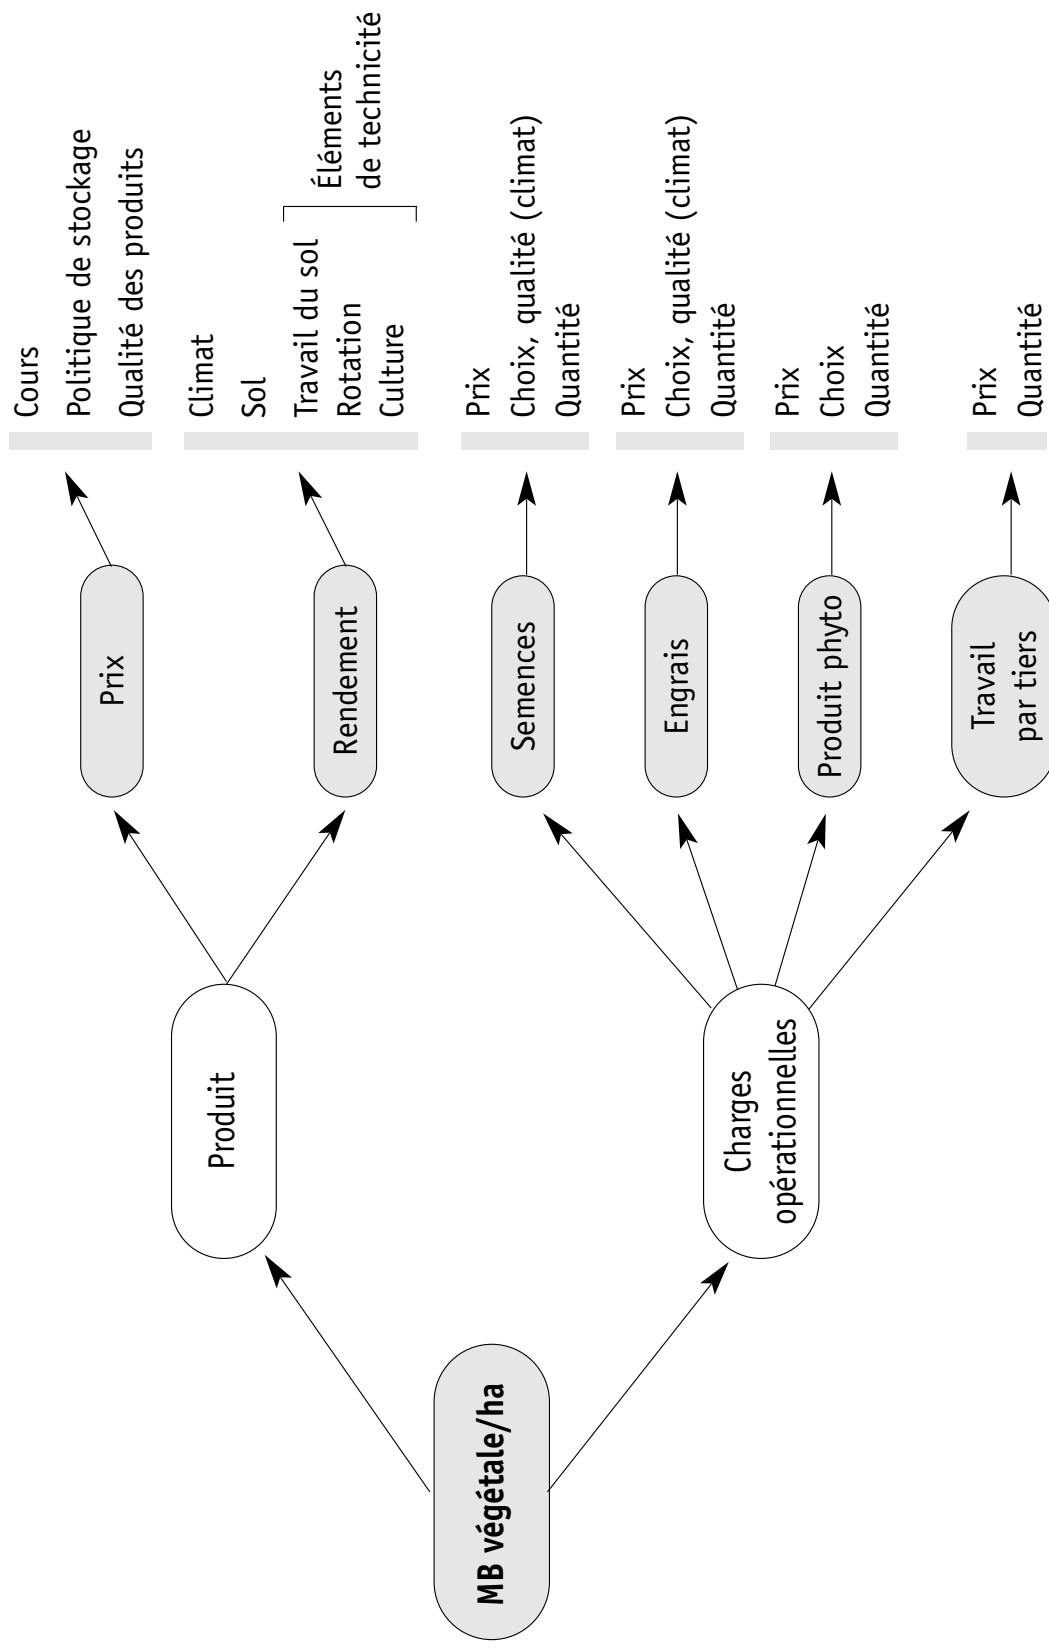 MB végétale/ha
Produit
Prix
Cours
Politique de stockage
Qualité des produits
Rendement
Climat
Sol
Travail du sol
Rotation
Culture
Éléments
de technicité
Charges
opérationnelles
Semences
Prix
Choix, qualité (climat)
Quantité
Engrais
Prix
Choix, qualité (climat)
Quantité
Produit phyto
Prix
Choix
Quantité
Travail
par tiers
Prix
Quantité